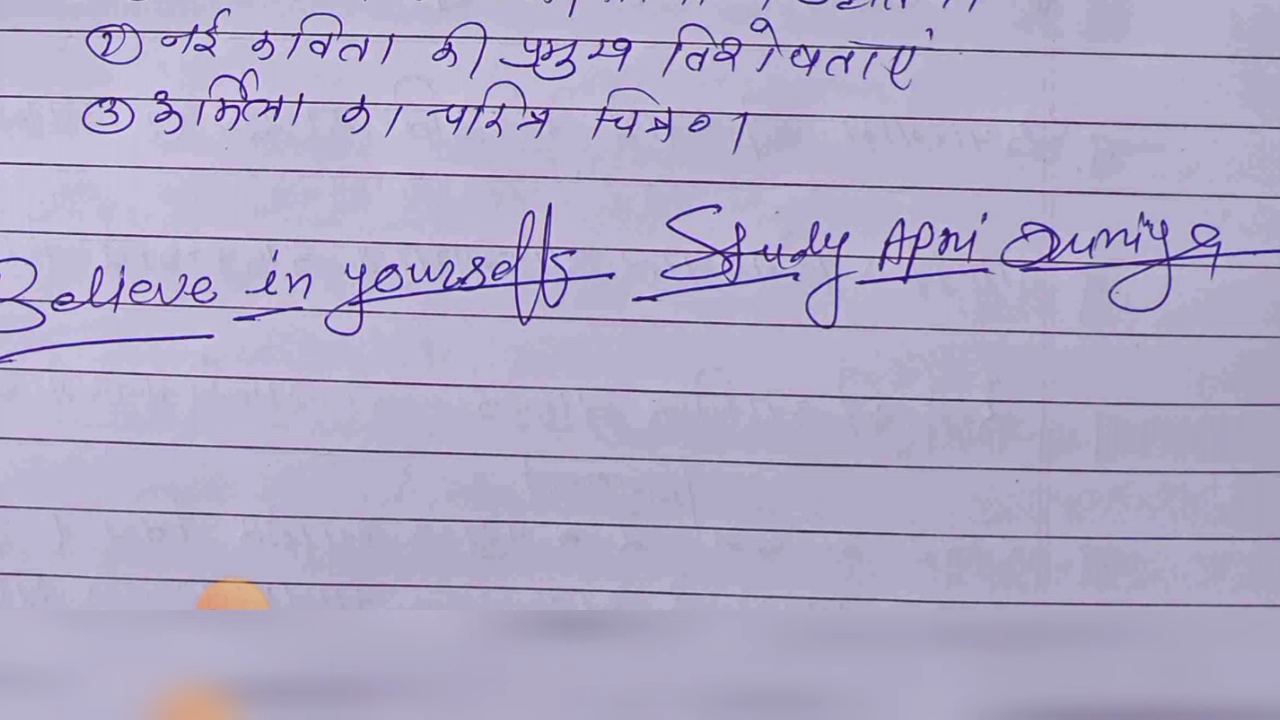 ② नई कविता की प्रमुख विशेषताएं
③ उर्मिला का चरित्र चित्रण
Believe in yourself Study Apni Duniya